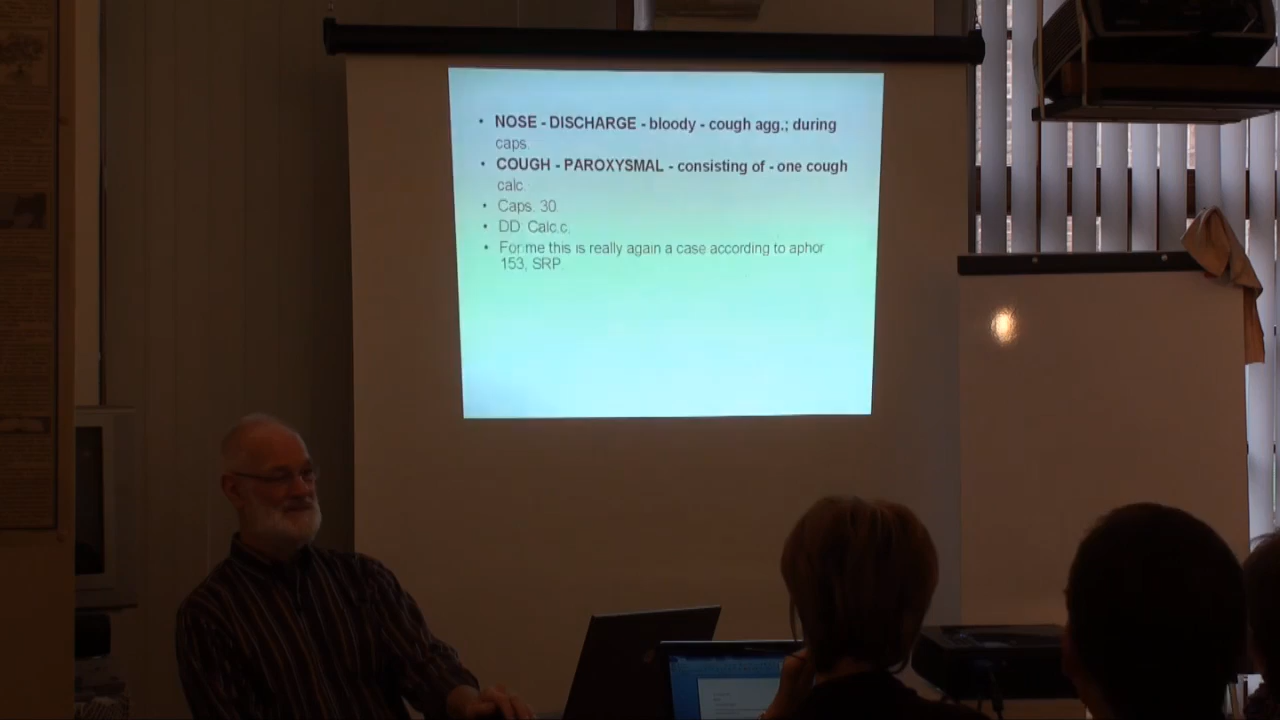 • NOSE - DISCHARGE - bloody - cough agg.; during
caps.
• COUGH - PAROXYSMAL - consisting of - one cough
calc.
• Caps. 30.
• DD: Calc.c.
• For me this is really again a case according to aphor
153, SRP